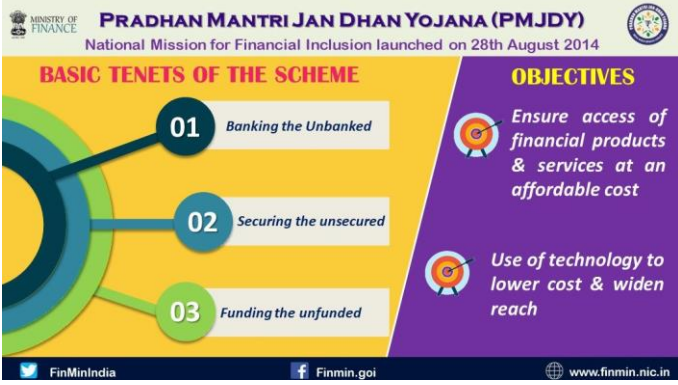 MINISTRY OF
FINANCE
PRADHAN MANTRI JAN DHAN YOJANA (PMJDY)
National Mission for Financial Inclusion launched on 28th August 2014
BASIC TENETS OF THE SCHEME
01
Banking the Unbanked
02
Securing the unsecured
03
Funding the unfunded
OBJECTIVES
Ensure access of
financial products
& services at an
affordable cost
Use of technology to
lower cost & widen
reach
FinMinIndia
Finmin.goi
www.finmin.nic.in